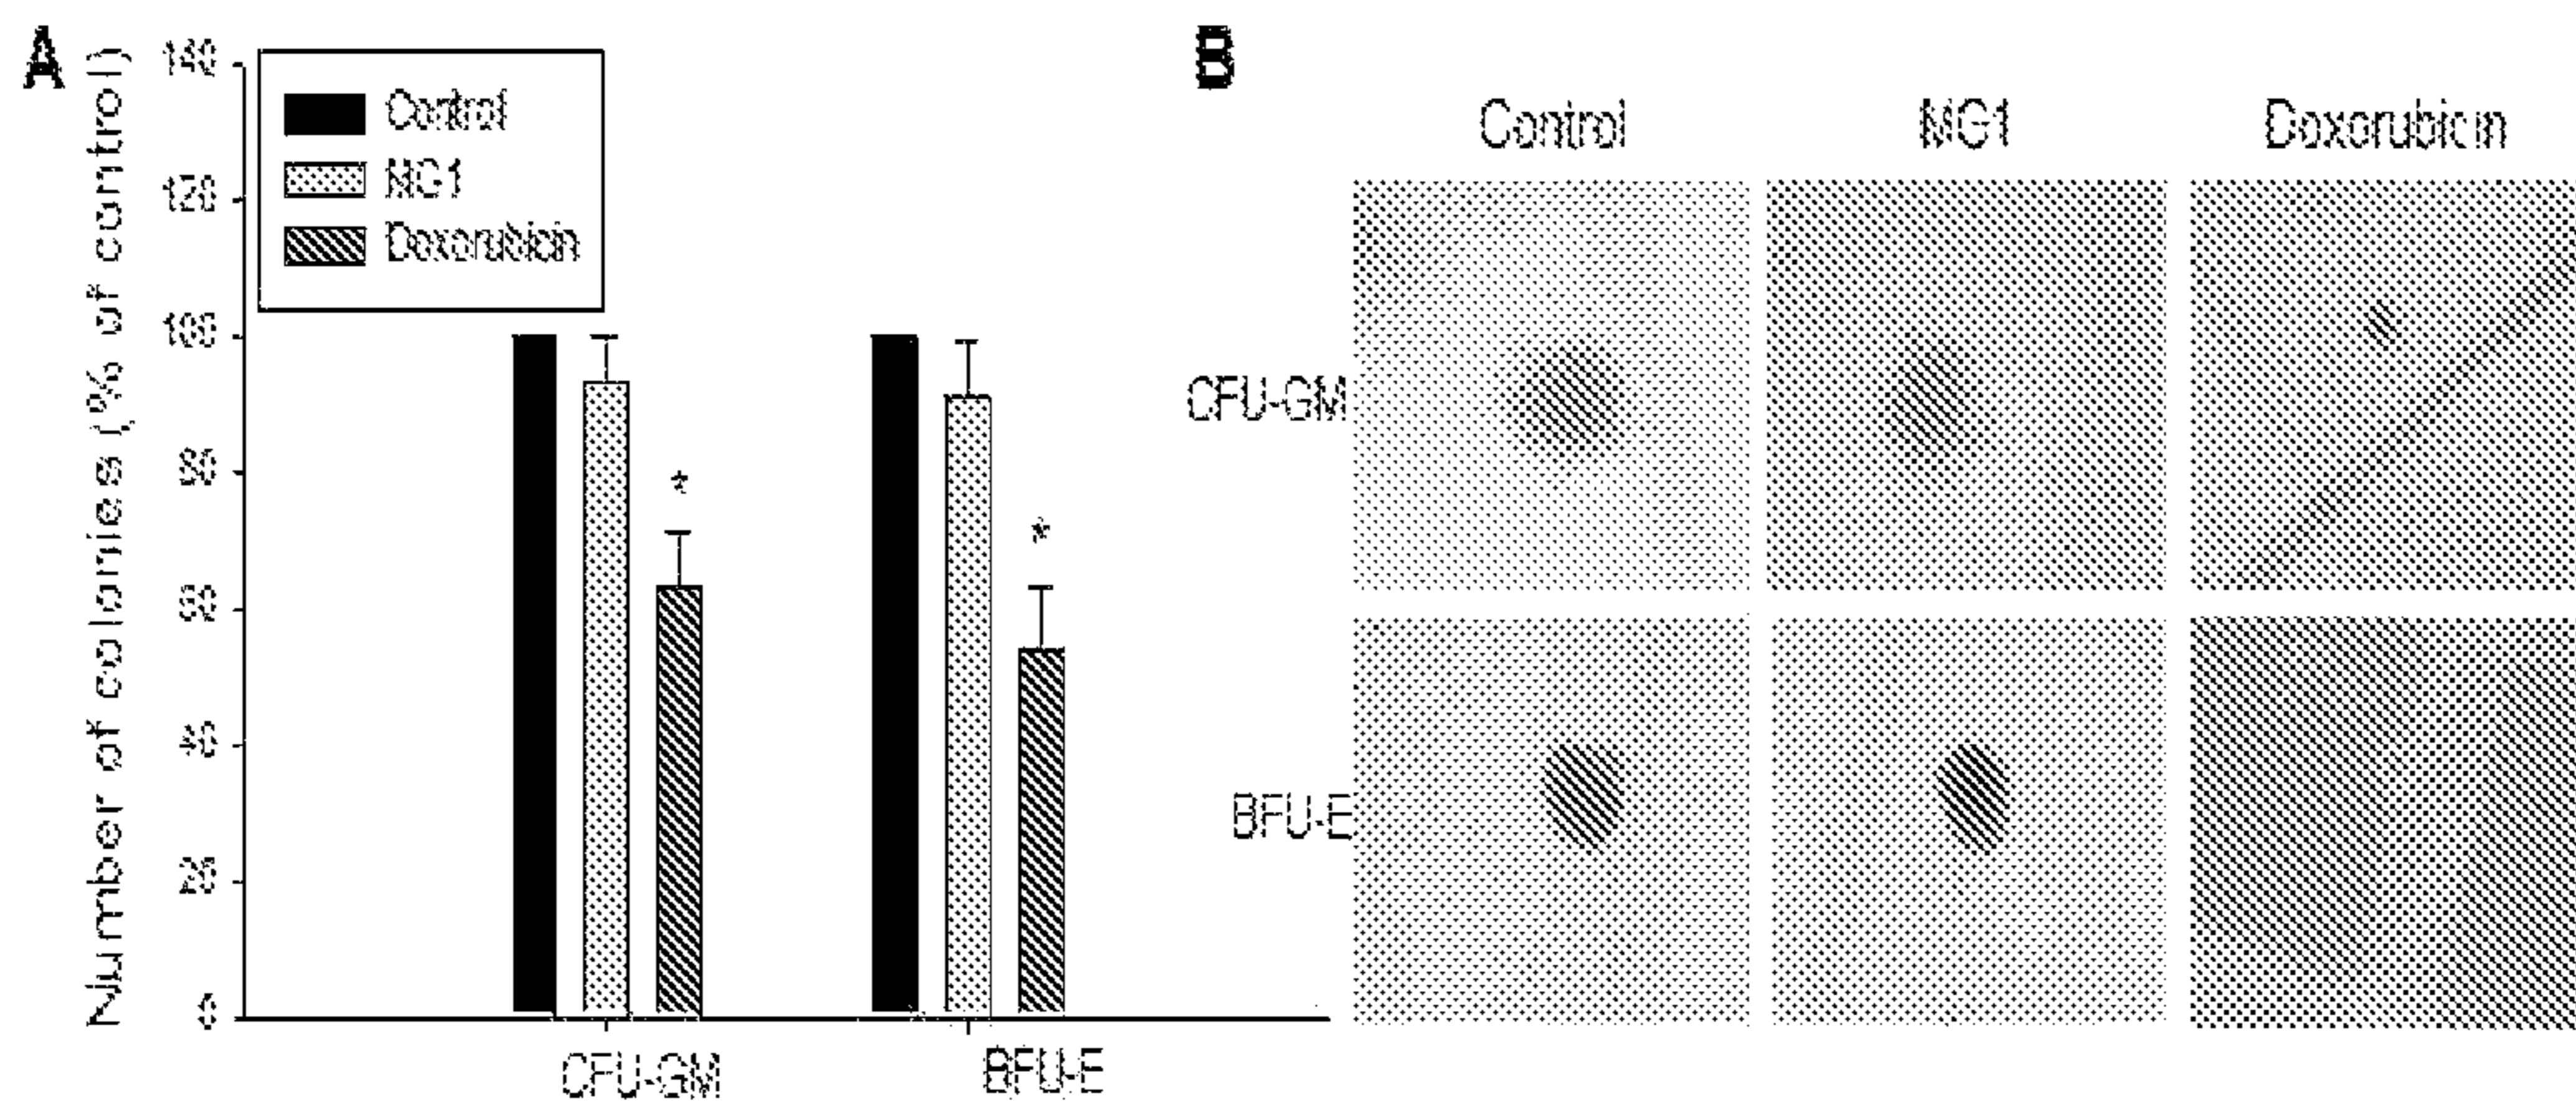 A
Number of colonies (% of control)
140
120
100
80
60
40
20
0
Control
MG1
Doxorubicin
*
*
CFU-GM
BFU-E
B
Control
MG1
Doxorubicin
CFU-GM
BFU-E